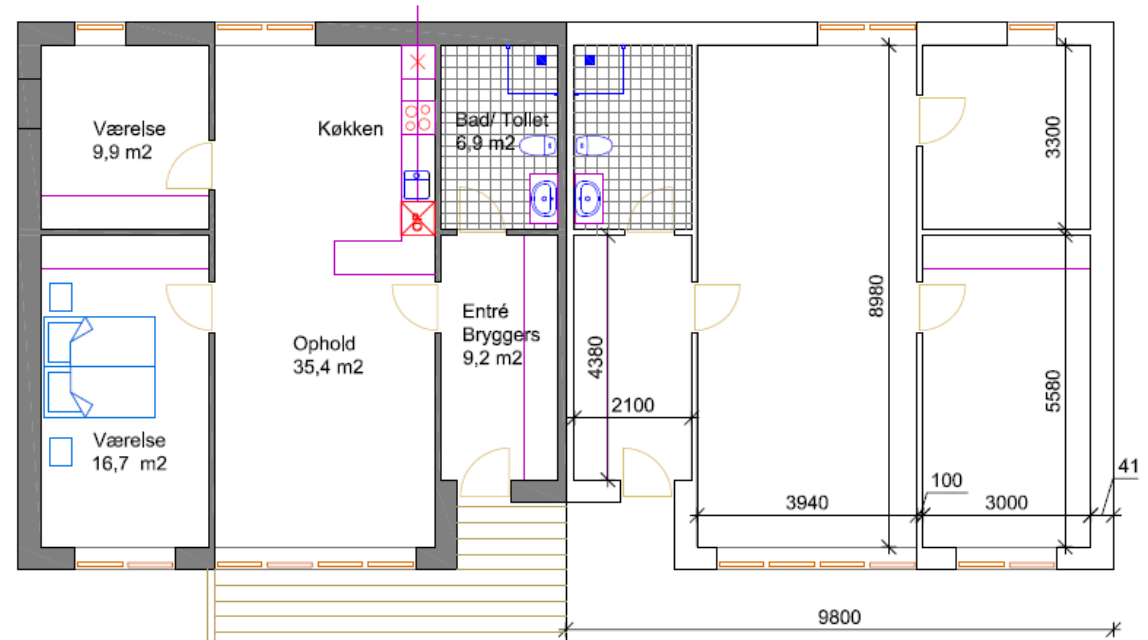 Værelse
9,9 m2
Køkken
Bad/ Toilet
6,9 m2
3300
Entré
Bryggers
9,2 m2
Ophold
35,4 m2
8980
4380
2100
5580
Værelse
16,7 m2
41
100
3940
3000
9800